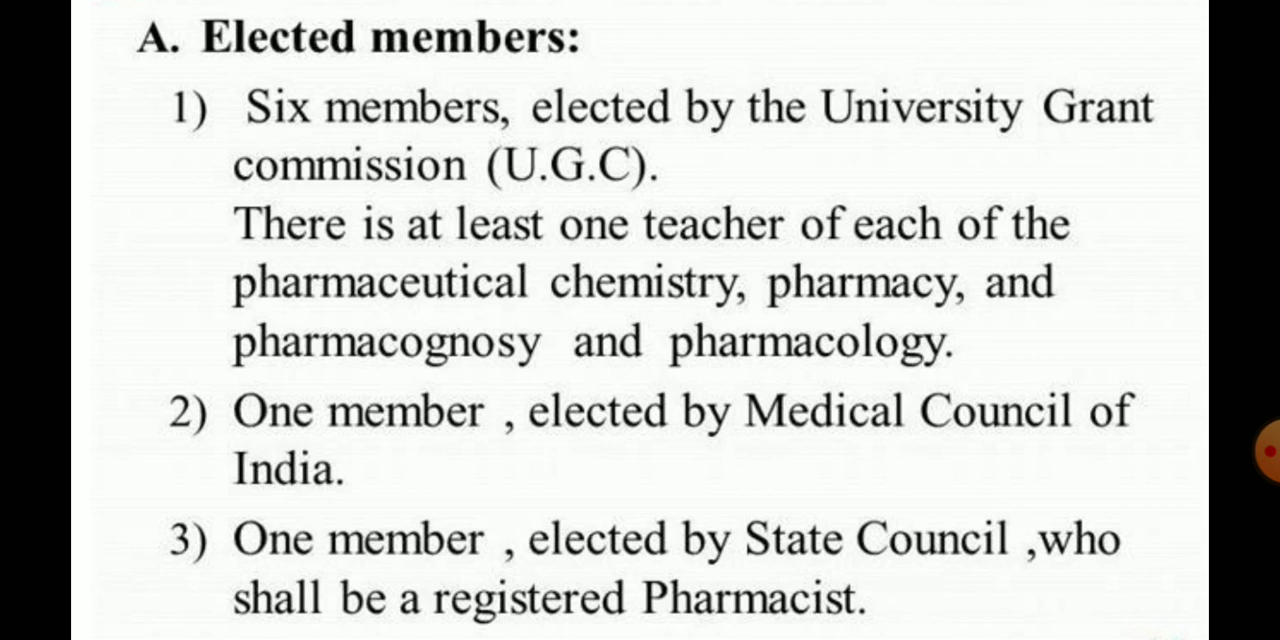 A. Elected members:
1) Six members, elected by the University Grant
commission (U.G.C).
There is at least one teacher of each of the
pharmaceutical chemistry, pharmacy, and
pharmacognosy and pharmacology.
2) One member , elected by Medical Council of
India.
3) One member , elected by State Council ,who
shall be a registered Pharmacist.